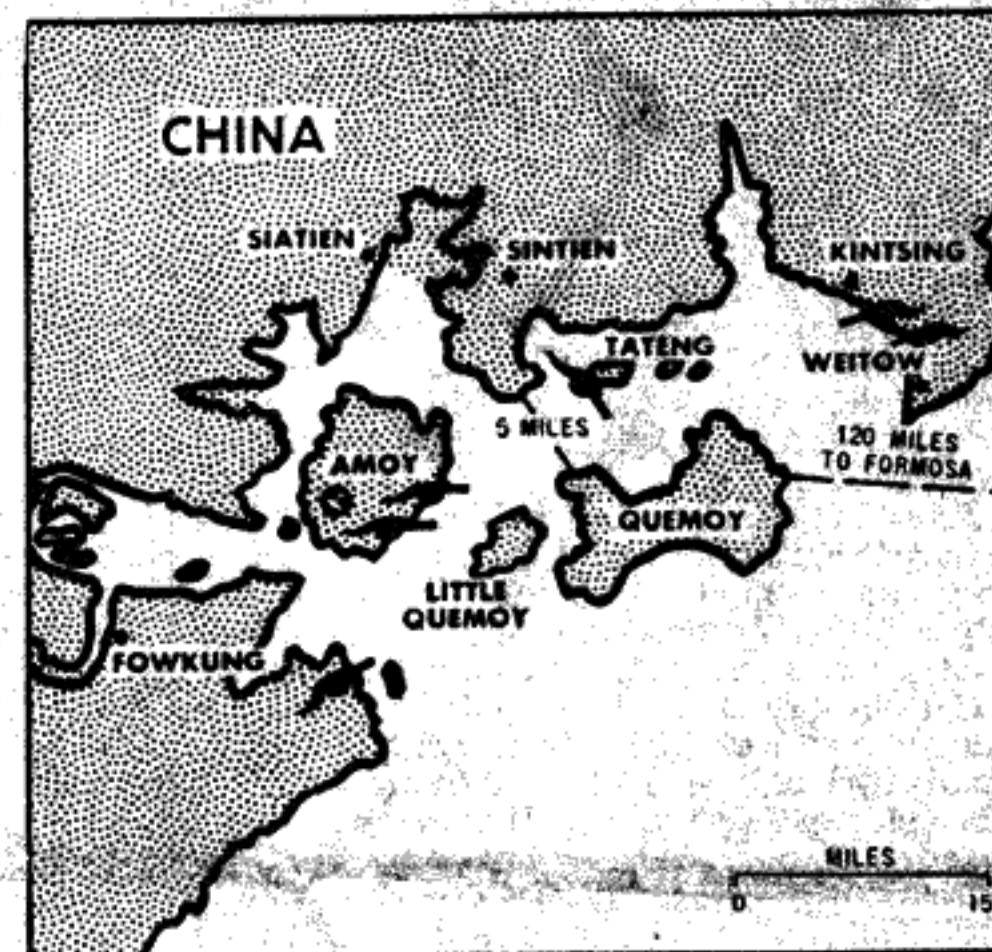 CHINA
SIATIEN
SINTIEN
KINTSING
TATENG
WEITOW
5 MILES
120 MILES
TO FORMOSA
AMOY
QUEMOY
LITTLE
QUEMOY
FOWKUNG
MILES
0
15